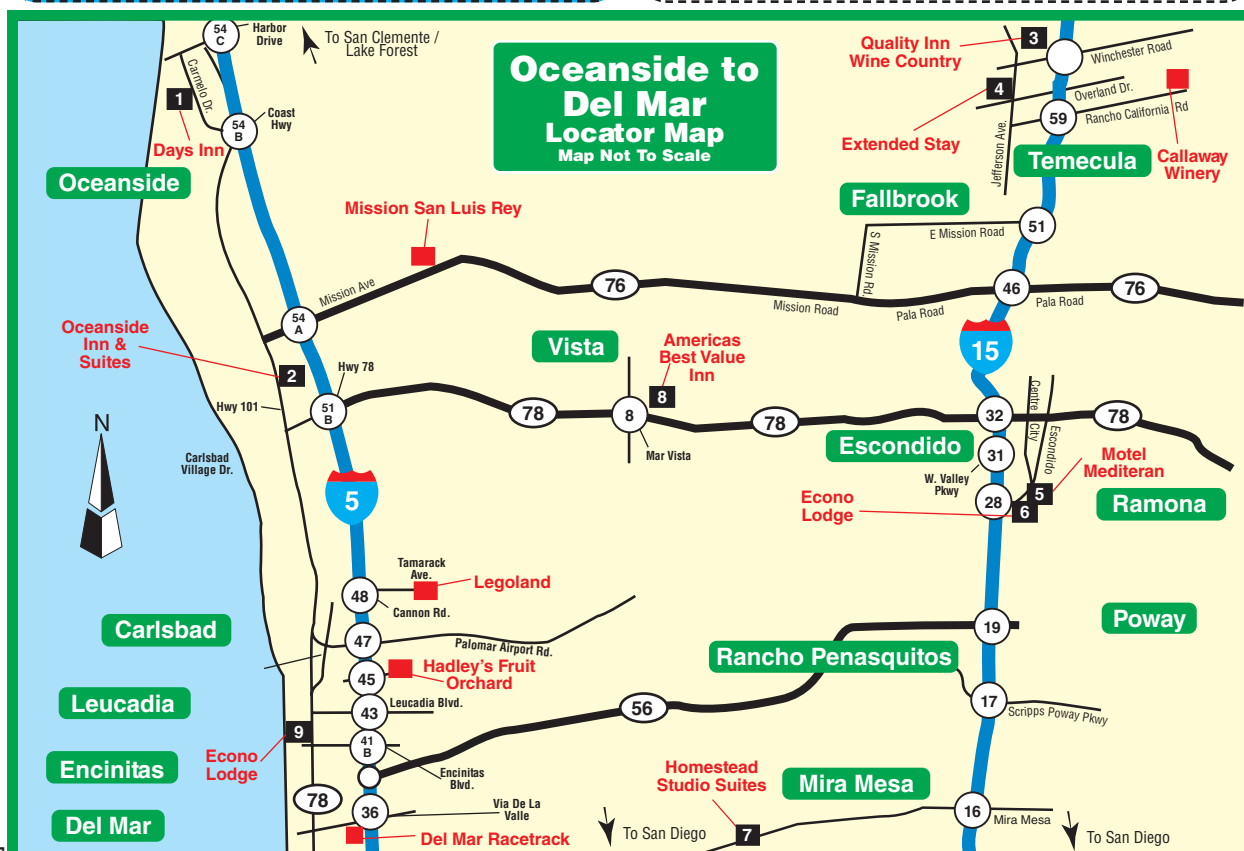 Oceanside to
Del Mar
Locator Map
Map Not To Scale
54
C
Harbor
Drive
To San Clemente /
Lake Forest
Carmelo Dr.
1
Days Inn
54
B
Coast
Hwy
Oceanside
Quality Inn
Wine Country
3
Winchester Road
4
Overland Dr.
Extended Stay
59
Rancho California Rd
Jefferson Ave.
Temecula
Callaway
Winery
Fallbrook
Mission San Luis Rey
51
E Mission Road
S Mission Rd.
Mission Ave
76
46
76
Mission Road
Pala Road
Pala Road
54
A
Oceanside
Inn &
Suites
2
Vista
Americas
Best Value
Inn
8
15
Hwy 78
Hwy 101
51
B
78
8
78
32
78
Centre City
Escondido
Mar Vista
Escondido
31
W. Valley
Pkwy
N
Carlsbad
Village Dr.
5
Motel
Mediteran
5
28
6
Econo
Lodge
Ramona
Tamarack
Ave.
Legoland
48
Cannon Rd.
Carlsbad
47
Palomar Airport Rd.
19
Poway
Rancho Penasquitos
45
Hadley's Fruit
Orchard
Leucadia
43
Leucadia Blvd.
56
17
Scripps Poway Pkwy
9
Econo
Lodge
41
B
Encinitas
Encinitas
Blvd.
78
Homestead
Studio Suites
Mira Mesa
36
Via De La
Valle
Del Mar
Del Mar Racetrack
To San Diego
7
16
Mira Mesa
To San Diego